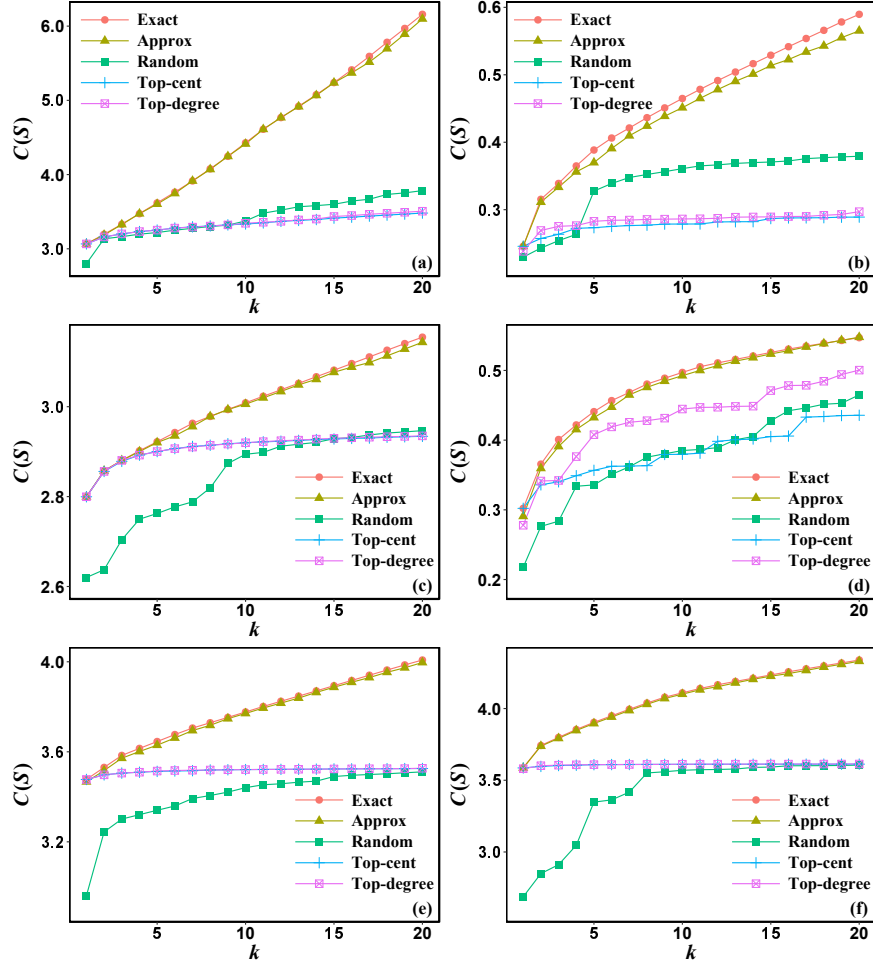 6.0
5.0
4.0
3.0
C(S)
Exact
Approx
Random
Top-cent
Top-degree
(a)
5 10 15 20
k
0.6
0.5
0.4
0.3
C(S)
Exact
Approx
Random
Top-cent
Top-degree
(b)
5 10 15 20
k
3.0
2.8
2.6
C(S)
Exact
Approx
Random
Top-cent
Top-degree
(c)
5 10 15 20
k
0.5
0.4
0.3
0.2
C(S)
Exact
Approx
Random
Top-cent
Top-degree
(d)
5 10 15 20
k
4.0
3.6
3.2
C(S)
Exact
Approx
Random
Top-cent
Top-degree
(e)
5 10 15 20
k
4.0
3.5
3.0
C(S)
Exact
Approx
Random
Top-cent
Top-degree
(f)
5 10 15 20
k